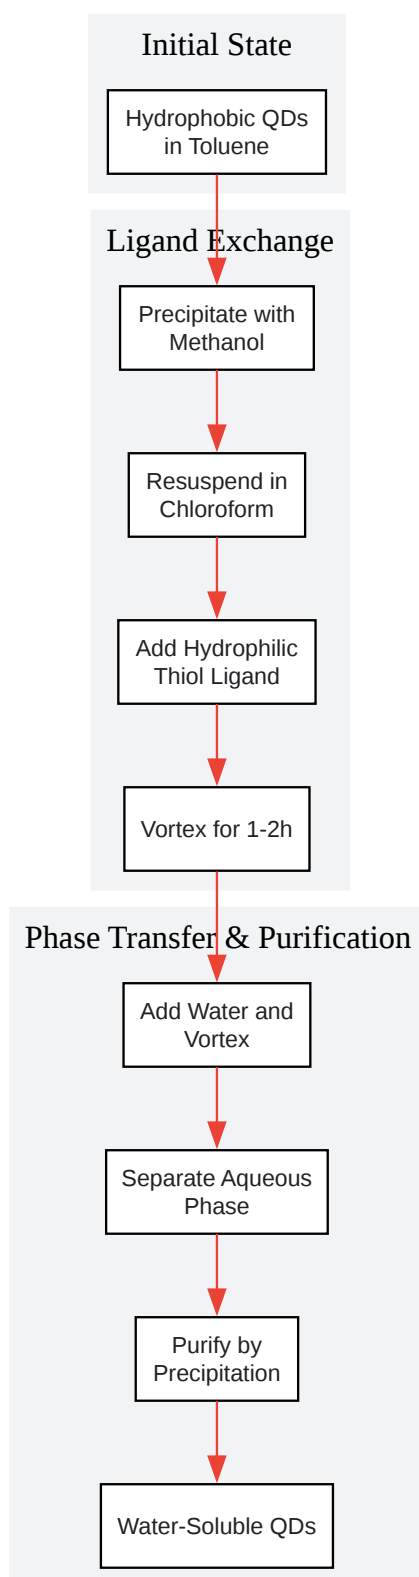 Initial State
Hydrophobic QDs
in Toluene
Ligand Exchange
Precipitate with
Methanol
Resuspend in
Chloroform
Add Hydrophilic
Thiol Ligand
Vortex for 1-2h
Phase Transfer & Purification
Add Water and
Vortex
Separate Aqueous
Phase
Purify by
Precipitation
Water-Soluble QDs